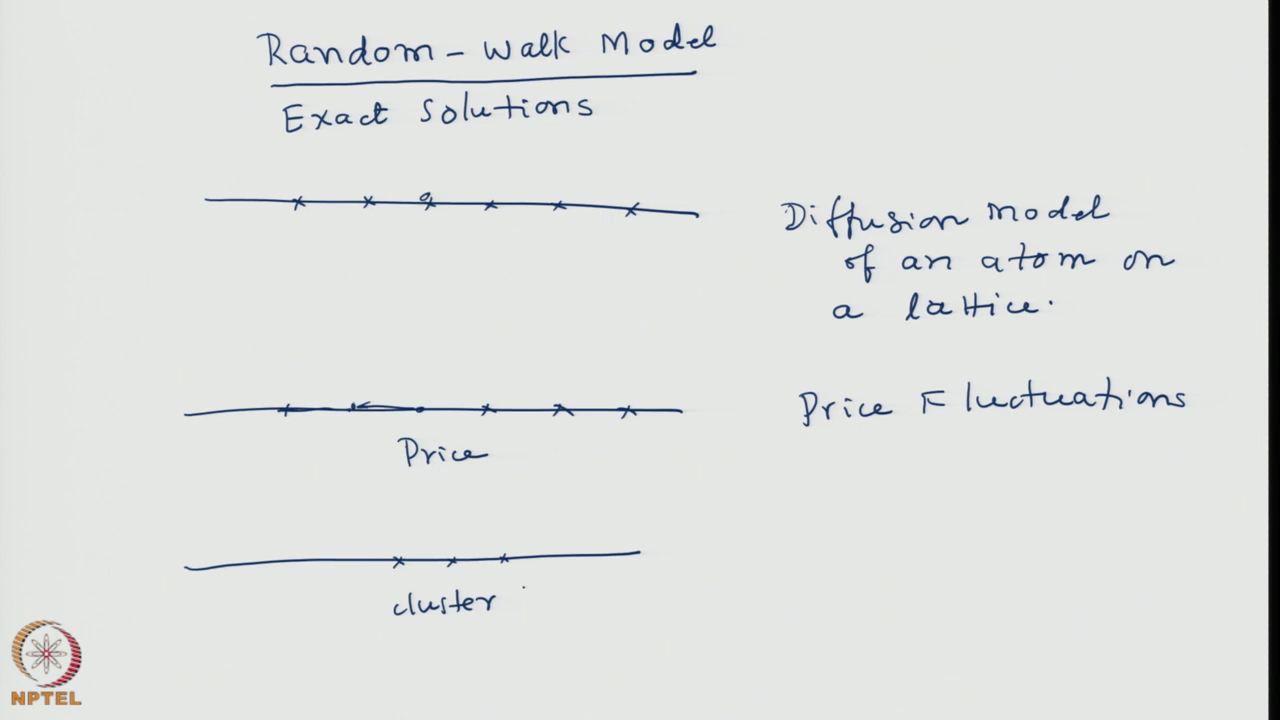 Random - Walk Model
Exact Solutions
Diffusion Model
of an atom on
a lattice.
Price Fluctuations
Price
cluster
NPTEL